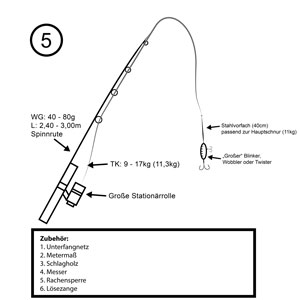 5
WG: 40 - 80g
L: 2,40 - 3,00m
Spinnrute
Stahlvorfach (40cm)
passend zur Hauptschnur (11kg)
„Großer“ Blinker,
Wobbler oder Twister
TK: 9 - 17kg (11,3kg)
Große Stationärrolle
Zubehör:
1. Unterfangnetz
2. Metermaß
3. Schlagholz
4. Messer
5. Rachensperre
6. Lösezange